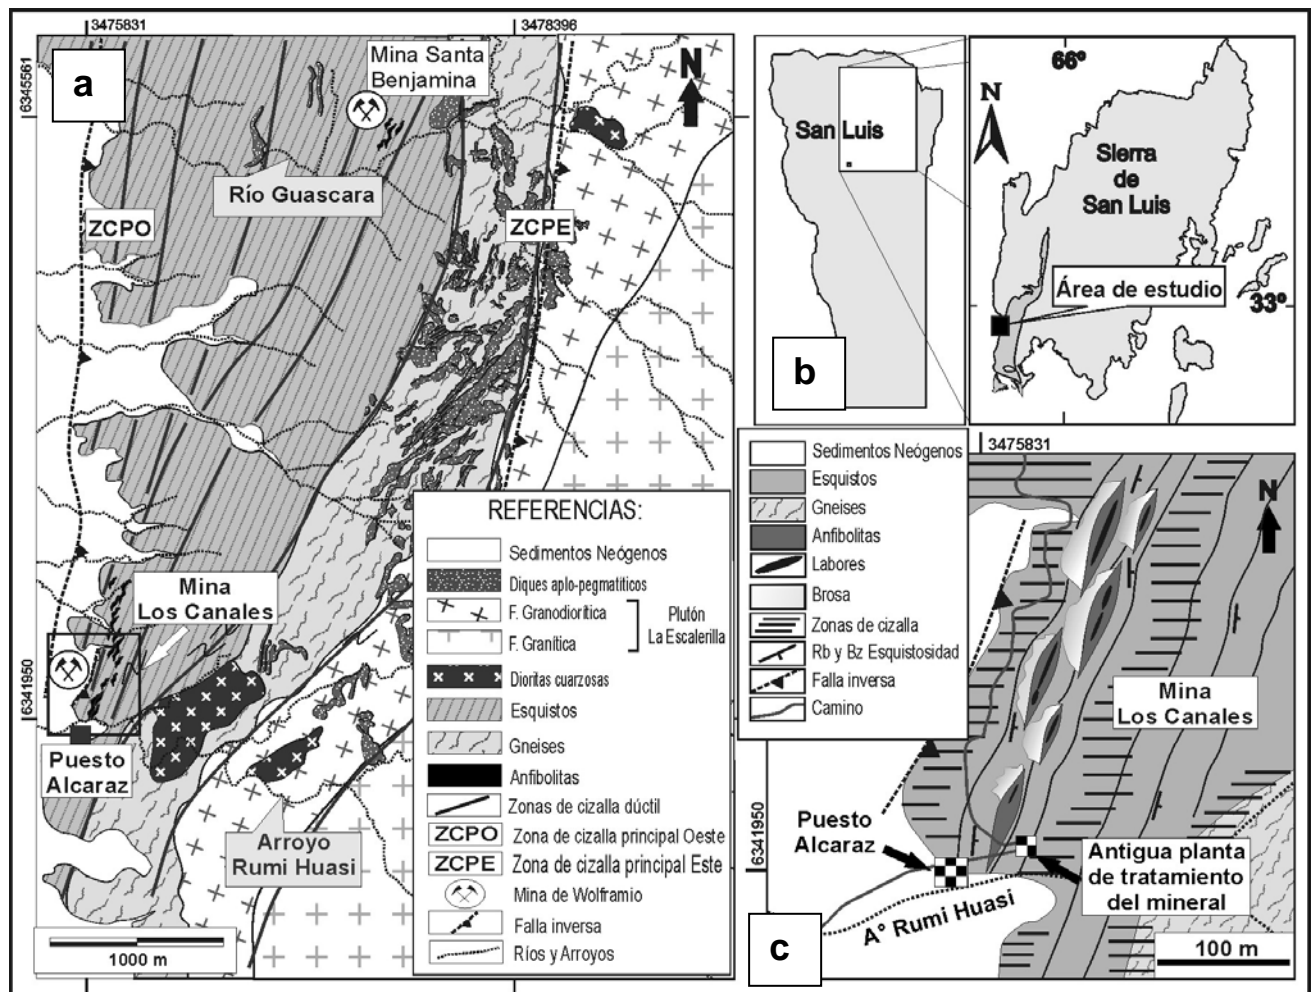 3475831
3478396
6345561
6341950
a
Mina Santa
Benjamina
N
Río Guascara
ZCPO
ZCPE
Mina
Los Canales
Puesto
Alcaraz
Arroyo
Rumi Huasi
1000 m
REFERENCIAS:
Sedimentos Neógenos
Diques aplo-pegmatíticos
F. Granodiorítica
F. Granítica
Plutón
La Escalerilla
Dioritas cuarzosas
Esquistos
Gneises
Anfibolitas
Zonas de cizalla dúctil
ZCPO Zona de cizalla principal Oeste
ZCPE Zona de cizalla principal Este
Mina de Wolframio
Falla inversa
Ríos y Arroyos
San Luis
b
66º
N
Sierra
de
San Luis
Área de estudio
33º
Sedimentos Neógenos
Esquistos
Gneises
Anfibolitas
Labores
Brosa
Zonas de cizalla
Rb y Bz Esquistosidad
Falla inversa
Camino
3475831
N
Mina
Los Canales
6341950
Puesto
Alcaraz
Antigua planta
de tratamiento
del mineral
A° Rumi Huasi
c
100 m